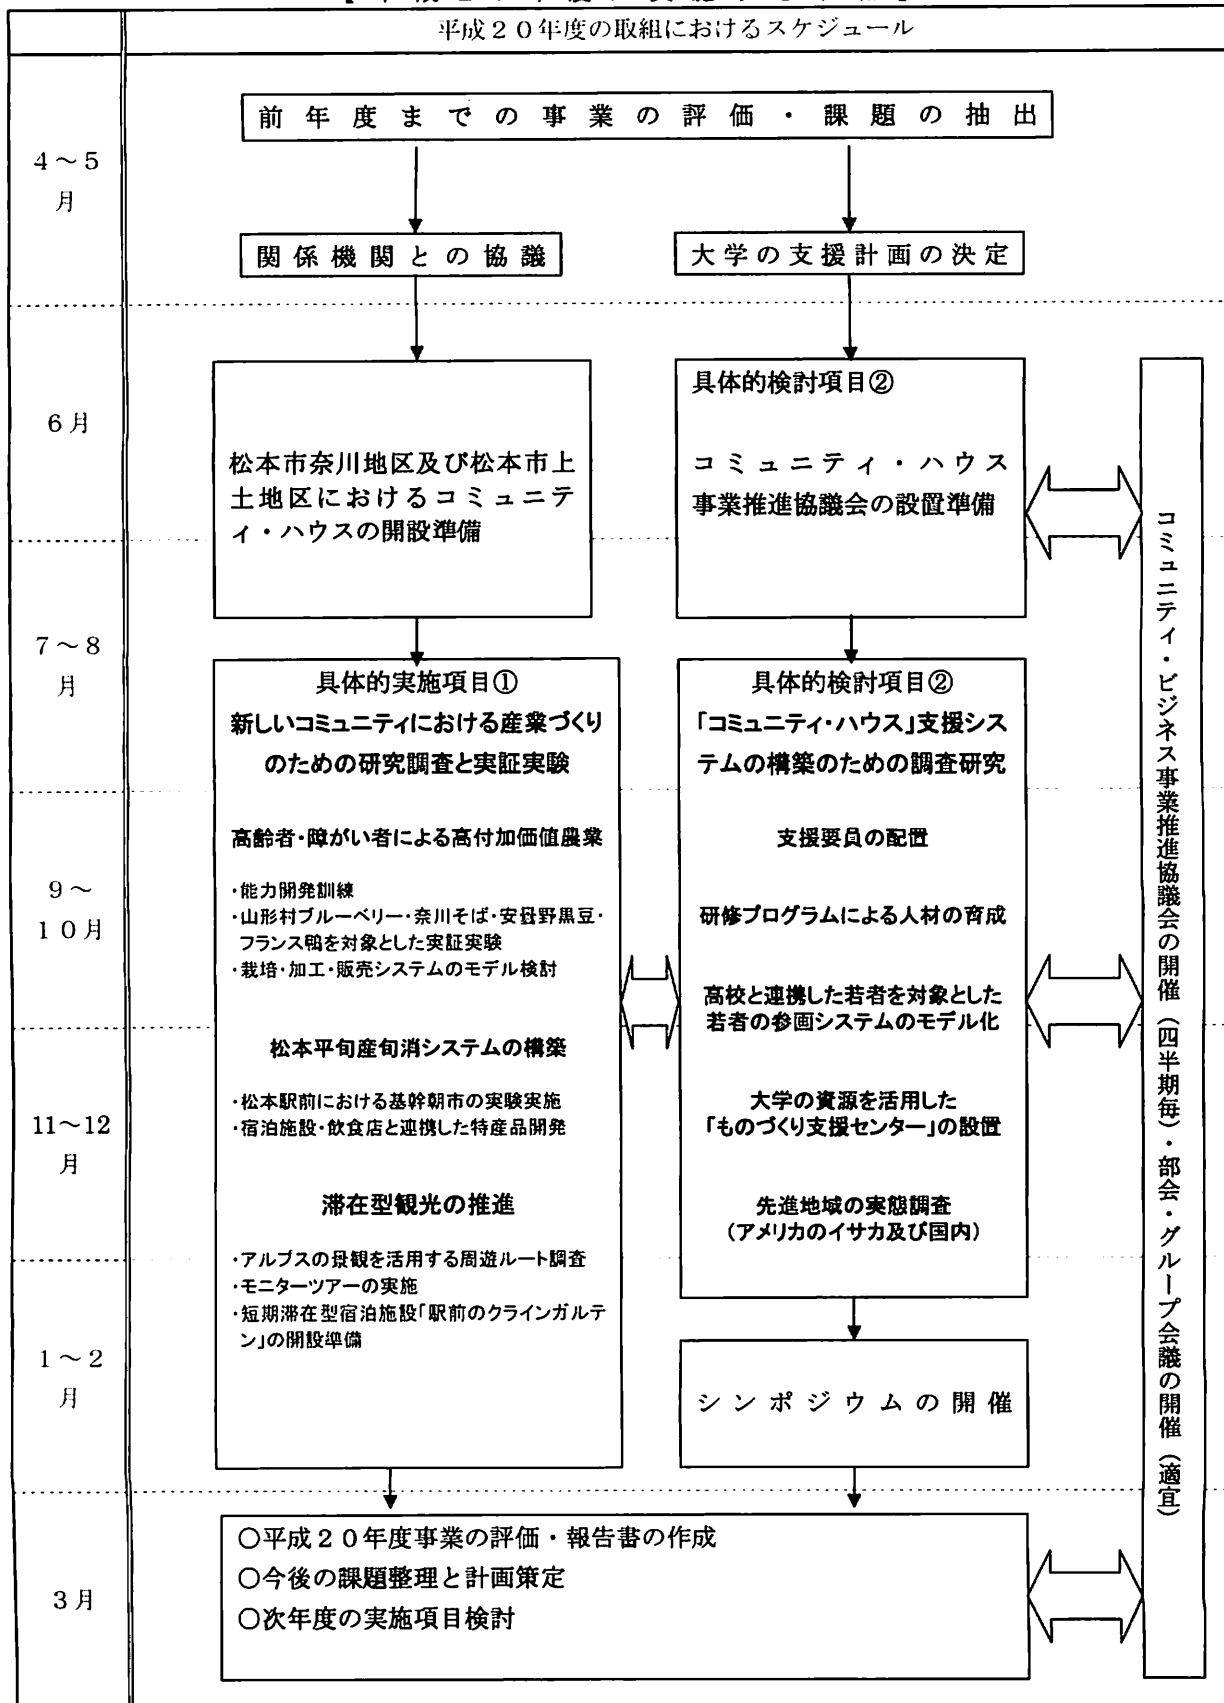 平成２０年度の取組におけるスケジュール
４～５
月
前年度までの事業の評価・課題の抽出
関係機関との協議
大学の支援計画の決定
６月
松本市奈川地区及び松本市上
土地区におけるコミュニテ
ィ・ハウスの開設準備
具体的検討項目②
コミュニティ・ハウス
事業推進協議会の設置準備
７～８
月
具体的実施項目①
新しいコミュニティにおける産業づくり
のための研究調査と実証実験
高齢者・障がい者による高付加価値農業
・能力開発訓練
・山形村ブルーベリー・奈川そば・安曇野黒豆・
フランス鴨を対象とした実証実験
・栽培・加工・販売システムのモデル検討
松本平旬産旬消システムの構築
・松本駅前における基幹朝市の実験実施
・宿泊施設・飲食店と連携した特産品開発
滞在型観光の推進
・アルプスの景観を活用する周遊ルート調査
・モニターツアーの実施
・短期滞在型宿泊施設「駅前のクラインガルテ
ン」の開設準備
具体的検討項目②
「コミュニティ・ハウス」支援シス
テムの構築のための調査研究
支援要員の配置
研修プログラムによる人材の育成
高校と連携した若者を対象とした
若者の参画システムのモデル化
大学の資源を活用した
「ものづくり支援センター」の設置
先進地域の実態調査
（アメリカのイサカ及び国内）
９～
１０月
11～12
月
１～２
月
シンポジウムの開催
３月
○平成２０年度事業の評価・報告書の作成
○今後の課題整理と計画策定
○次年度の実施項目検討
コミュニティ・ビジネス事業推進協議会の開催（四半期毎）・部会・グループ会議の開催（適宜）